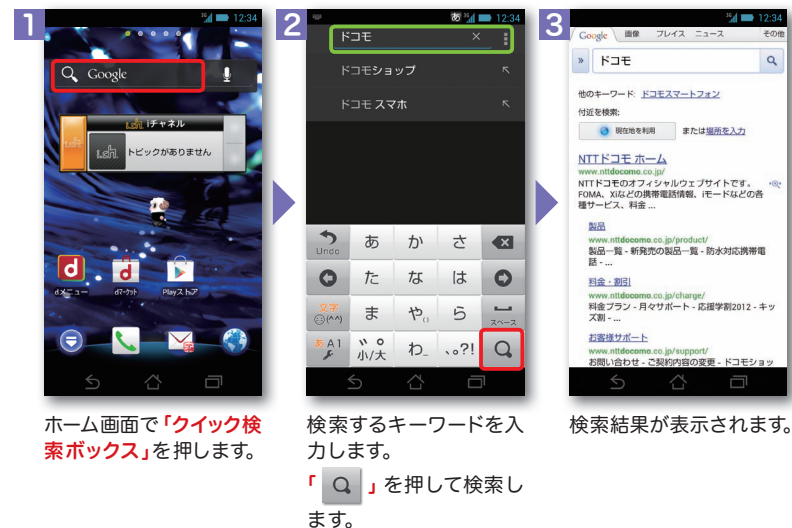 1
3G 12:34
Google
i.ch iチャネル
i.ch
i.ch トピックがありません
dメニュー
dマーケット
Playストア
ホーム画面で「クイック検
索ボックス」を押します。
2
あ 3G 12:34
ドコモ ×
ドコモショップ
ドコモ スマホ
Undo あ か さ
た な は
文字 (^^) ま や() ら スペース
あA1 ゛゜小/大 わ_ 、。?!
検索するキーワードを入
力します。
「 」を押して検索し
ます。
3
3G 12:34
Google 画像 プレイス ニュース その他
» ドコモ
他のキーワード: ドコモスマートフォン
付近を検索:
現在地を利用 または場所を入力
NTTドコモ ホーム
www.nttdocomo.co.jp/
NTTドコモのオフィシャルウェブサイトです。
FOMA、Xiなどの携帯電話情報、iモードなどの各
種サービス、料金 ...
製品
www.nttdocomo.co.jp/product/
製品一覧 - 新発売の製品一覧 - 防水対応携帯電
話 - ...
料金・割引
www.nttdocomo.co.jp/charge/
料金プラン - 月々サポート - 応援学割2012 - キッ
ズ割 - ...
お客様サポート
www.nttdocomo.co.jp/support/
お問い合わせ - ご契約内容の変更 - ドコモショッ
検索結果が表示されます。